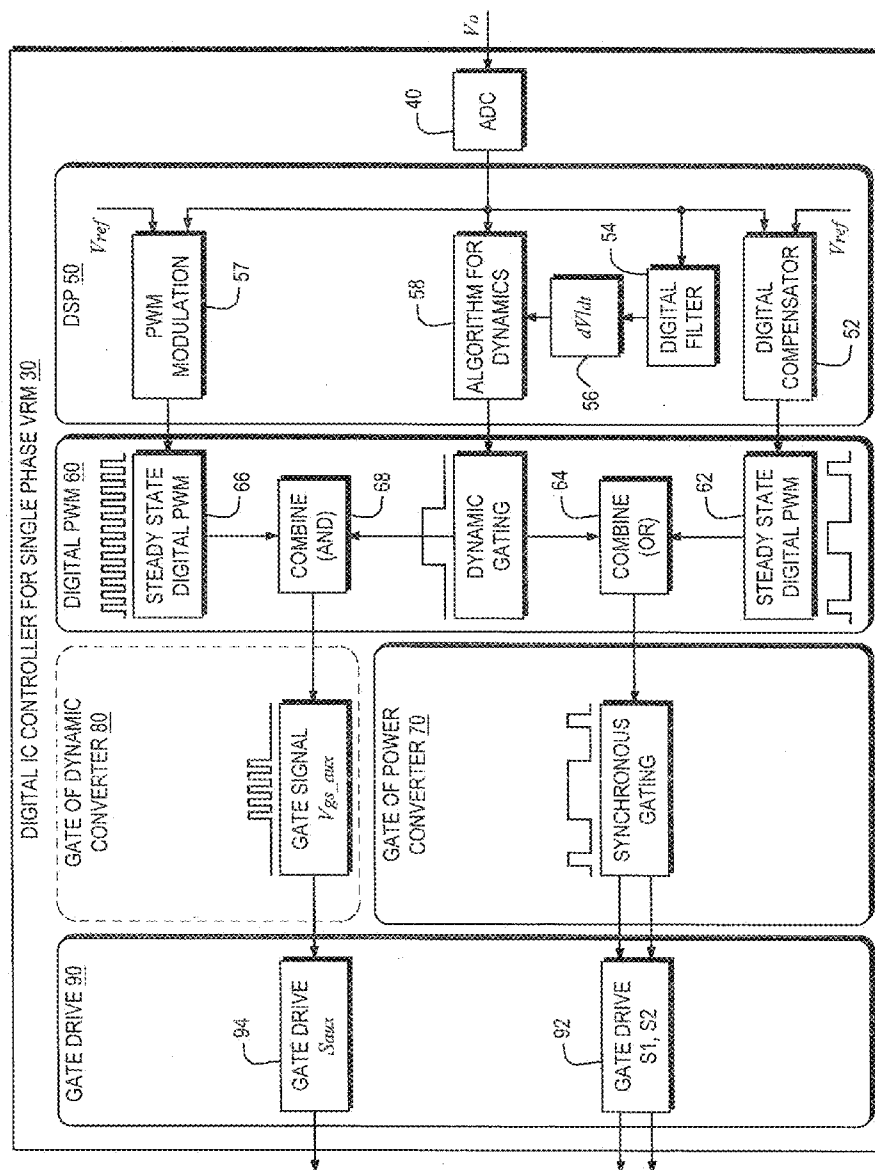 DIGITAL IC CONTROLLER FOR SINGLE PHASE VRM 30
GATE DRIVE 90
GATE DRIVE
Saux
94
GATE DRIVE
S1, S2
92
GATE OF DYNAMIC
CONVERTER 80
GATE SIGNAL
Vgs_aux
GATE OF POWER
CONVERTER 70
SYNCHRONOUS
GATING
DIGITAL PWM 60
STEADY STATE
DIGITAL PWM
66
COMBINE
(AND)
68
DYNAMIC
GATING
COMBINE
(OR)
64
STEADY STATE
DIGITAL PWM
62
DSP 50
Vref
PWM
MODULATION
57
ALGORITHM FOR
DYNAMICS
58
dV/dt
56
DIGITAL
FILTER
54
DIGITAL
COMPENSATOR
52
Vref
ADC
40
Vo